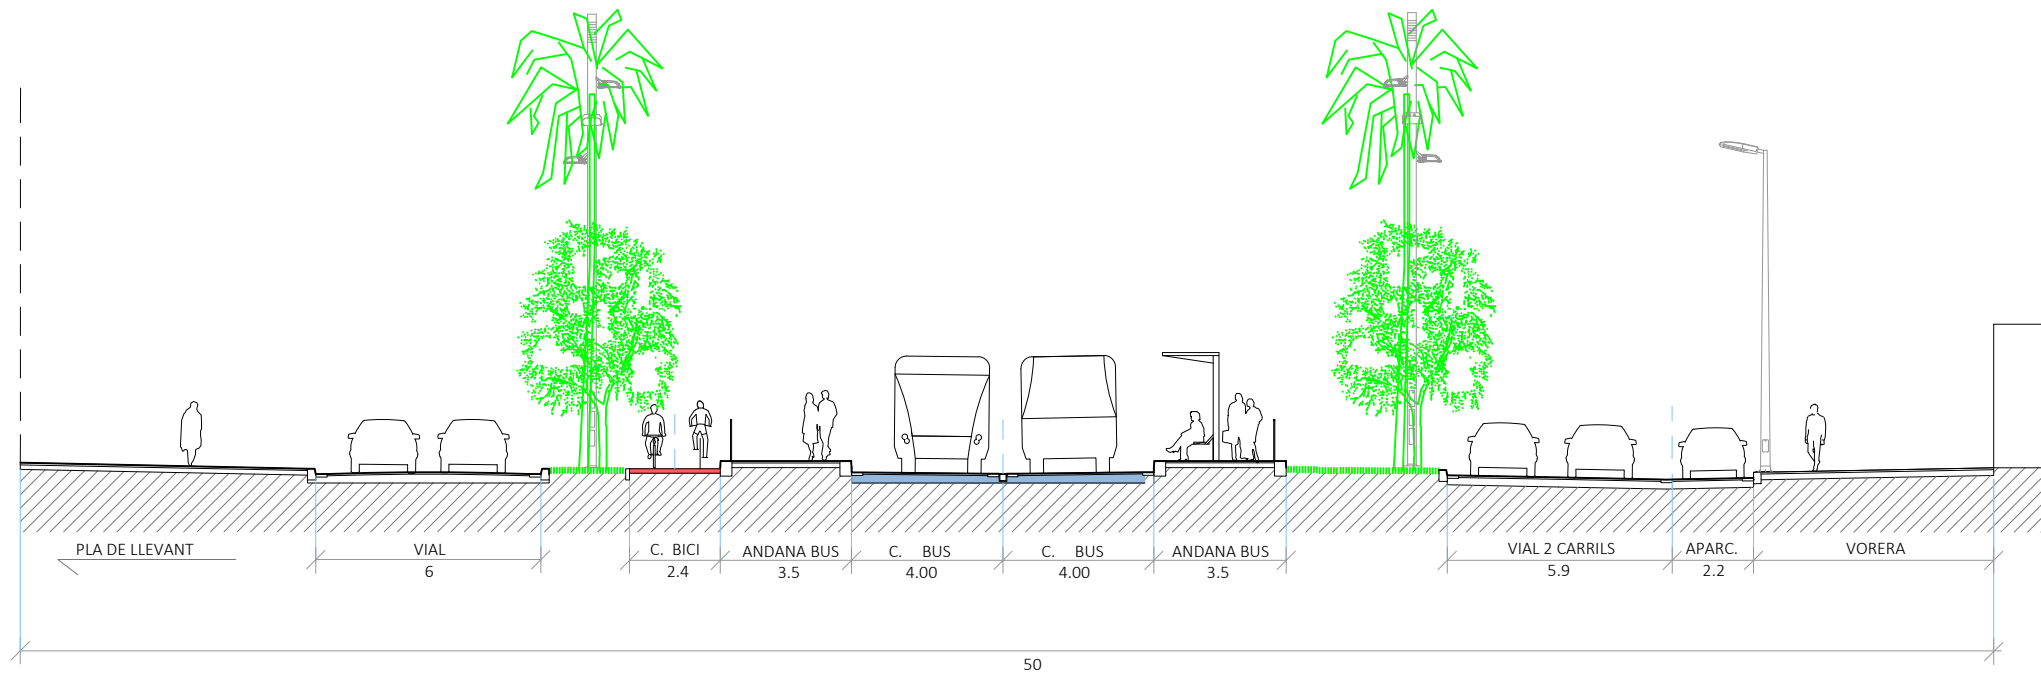 PLA DE LLEVANT
VIAL
6
C. BICI
2.4
ANDANA BUS
3.5
C. BUS
4.00
C. BUS
4.00
ANDANA BUS
3.5
VIAL 2 CARRILS
5.9
APARC.
2.2
VORERA
50